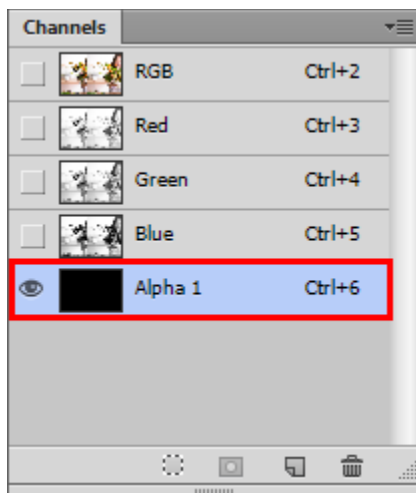 Channels
RGB Ctrl+2
Red Ctrl+3
Green Ctrl+4
Blue Ctrl+5
Alpha 1 Ctrl+6